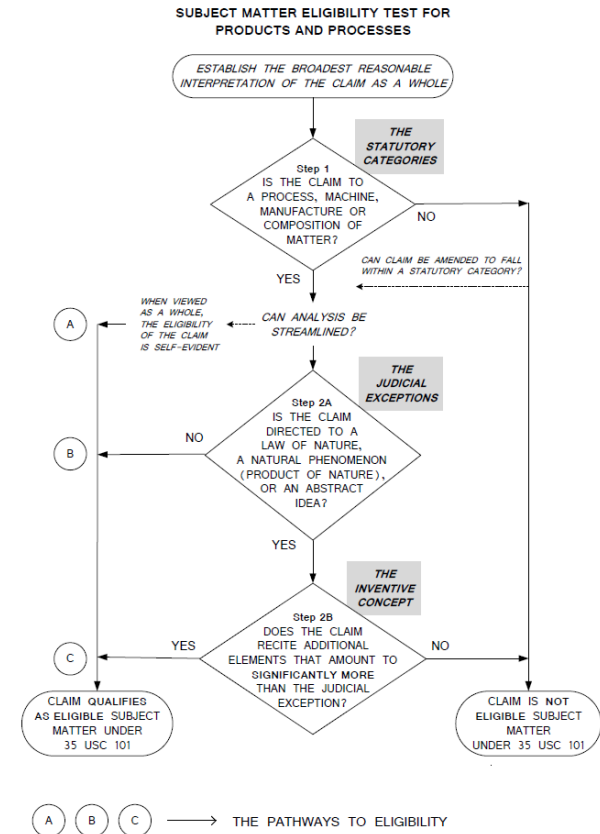 SUBJECT MATTER ELIGIBILITY TEST FOR
PRODUCTS AND PROCESSES
ESTABLISH THE BROADEST REASONABLE
INTERPRETATION OF THE CLAIM AS A WHOLE
THE
STATUTORY
CATEGORIES
Step 1
IS THE CLAIM TO
A PROCESS, MACHINE,
MANUFACTURE OR
COMPOSITION OF
MATTER?
NO
YES
CAN CLAIM BE AMENDED TO FALL
WITHIN A STATUTORY CATEGORY?
A
WHEN VIEWED
AS A WHOLE,
THE ELIGIBILITY
OF THE CLAIM
IS SELF-EVIDENT
CAN ANALYSIS BE
STREAMLINED?
THE
JUDICIAL
EXCEPTIONS
Step 2A
IS THE CLAIM
DIRECTED TO A
LAW OF NATURE,
A NATURAL PHENOMENON
(PRODUCT OF NATURE),
OR AN ABSTRACT
IDEA?
NO
B
YES
THE
INVENTIVE
CONCEPT
Step 2B
DOES THE CLAIM
RECITE ADDITIONAL
ELEMENTS THAT AMOUNT TO
SIGNIFICANTLY MORE
THAN THE JUDICIAL
EXCEPTION?
YES
NO
C
CLAIM QUALIFIES
AS ELIGIBLE SUBJECT
MATTER UNDER
35 USC 101
CLAIM IS NOT
ELIGIBLE SUBJECT
MATTER
UNDER 35 USC 101
A B C THE PATHWAYS TO ELIGIBILITY